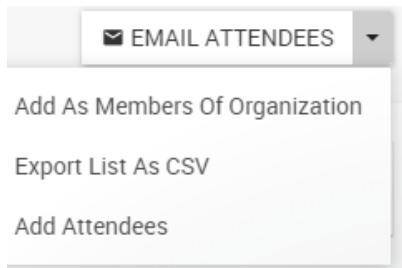 EMAIL ATTENDEES
Add As Members Of Organization
Export List As CSV
Add Attendees